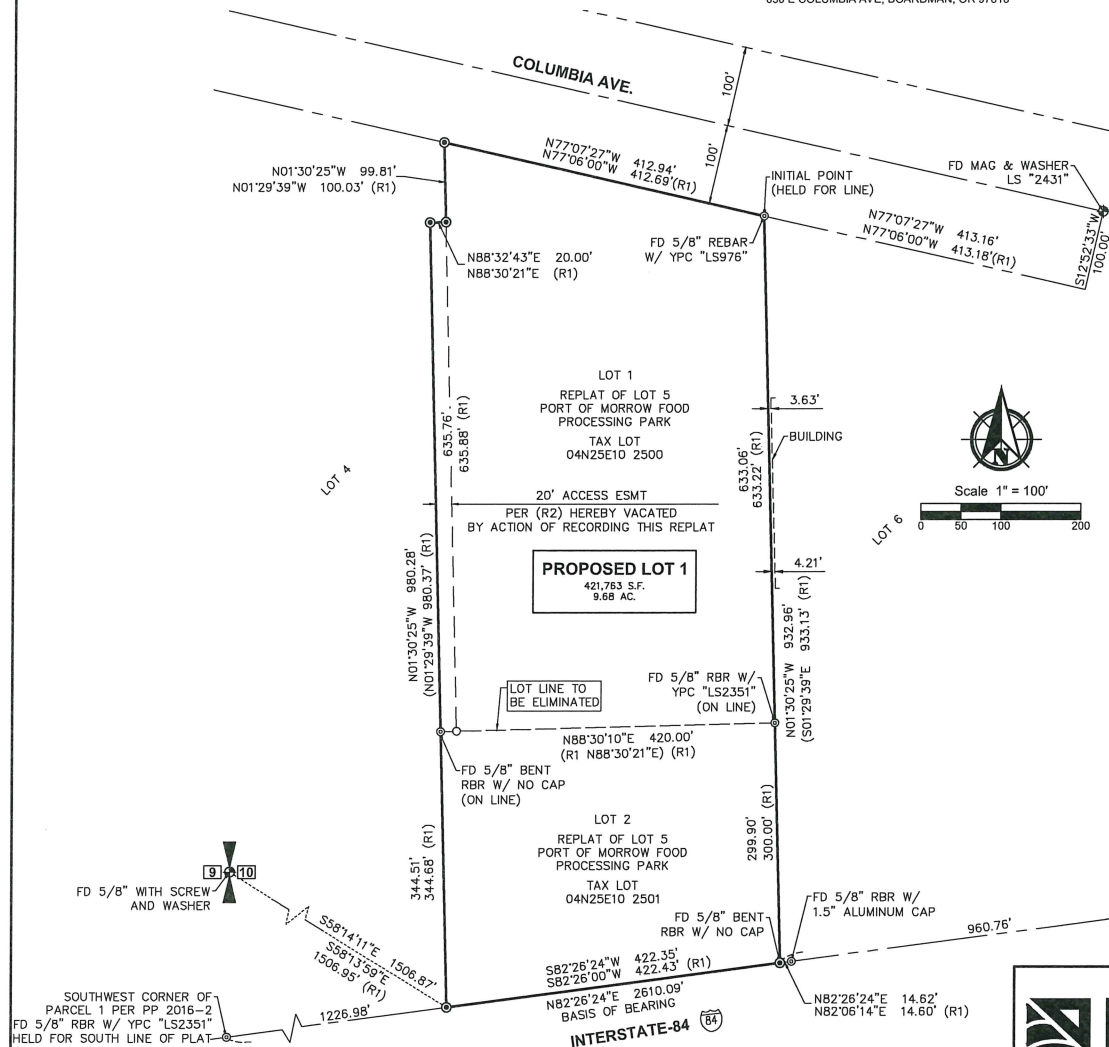 COLUMBIA AVE.
100'
100'
N01°30'25"W 99.81'
N01°29'39"W 100.03' (R1)
N77°07'27"W 412.94'
N77°06'00"W 412.69'(R1)
INITIAL POINT
(HELD FOR LINE)
FD MAG & WASHER
LS "2431"
N88°32'43"E 20.00'
N88°30'21"E (R1)
FD 5/8" REBAR
W/ YPC "LS976"
N77°07'27"W 413.16'
N77°06'00"W 413.18'(R1)
S12°52'33"W
100.00'
LOT 1
REPLAT OF LOT 5
PORT OF MORROW FOOD
PROCESSING PARK
TAX LOT
04N25E10 2500
635.76'
635.88' (R1)
633.06'
633.22' (R1)
3.63'
BUILDING
N
Scale 1" = 100'
0 50 100 200
LOT 4
LOT 6
20' ACCESS ESMT
PER (R2) HEREBY VACATED
BY ACTION OF RECORDING THIS REPLAT
PROPOSED LOT 1
421,763 S.F.
9.68 AC.
4.21'
N01°30'25"W 980.28'
(N01°29'39"W 980.37' (R1)
N01°30'25"W 932.96'
(S01°29'39"E 933.13' (R1)
LOT LINE TO
BE ELIMINATED
FD 5/8" RBR W/
YPC "LS2351"
(ON LINE)
N88°30'10"E 420.00'
(R1 N88°30'21"E) (R1)
FD 5/8" BENT
RBR W/ NO CAP
(ON LINE)
344.51'
344.68' (R1)
LOT 2
REPLAT OF LOT 5
PORT OF MORROW FOOD
PROCESSING PARK
TAX LOT
04N25E10 2501
299.90'
300.00' (R1)
9 10
FD 5/8" WITH SCREW
AND WASHER
S58°14'11"E 1506.87'
S58°13'59"E
1506.95' (R1)
FD 5/8" BENT
RBR W/ NO CAP
FD 5/8" RBR W/
1.5" ALUMINUM CAP
960.76'
S82°26'24"W 422.35'
S82°26'00"W 422.43' (R1)
N82°26'24"E 2610.09'
BASIS OF BEARING
N82°26'24"E 14.62'
N82°06'14"E 14.60' (R1)
SOUTHWEST CORNER OF
PARCEL 1 PER PP 2016-2
FD 5/8" RBR W/ YPC "LS2351"
HELD FOR SOUTH LINE OF PLAT
1226.98'
INTERSTATE-84 84